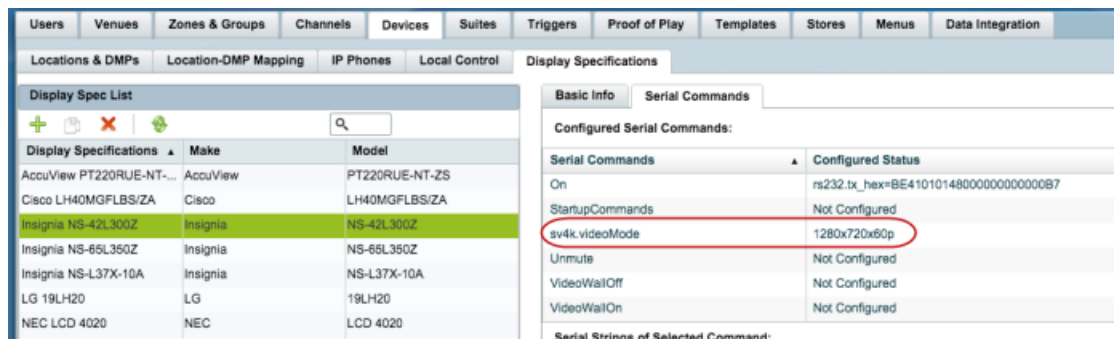 Users Venues Zones & Groups Channels Devices Suites Triggers Proof of Play Templates Stores Menus Data Integration
Locations & DMPs Location-DMP Mapping IP Phones Local Control Display Specifications
Display Spec List
Display Specifications Make Model
AccuView PT220RUE-NT-... AccuView PT220RUE-NT-ZS
Cisco LH40MGFLBS/ZA Cisco LH40MGFLBS/ZA
Insignia NS-42L300Z Insignia NS-42L300Z
Insignia NS-65L350Z Insignia NS-65L350Z
Insignia NS-L37X-10A Insignia NS-L37X-10A
LG 19LH20 LG 19LH20
NEC LCD 4020 NEC LCD 4020
Basic Info Serial Commands
Configured Serial Commands:
Serial Commands Configured Status
On
StartupCommands Not Configured
sv4k.videoMode 1280x720x60p
Unmute Not Configured
VideoWallOff Not Configured
VideoWallOn Not Configured
Serial Strings of Selected Command: